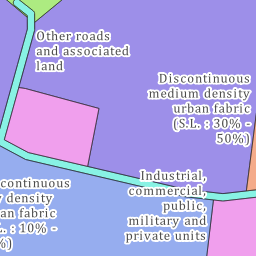 Other roads
and associated
land
Discontinuous
medium density
urban fabric
(S.L. : 30% -
50%)
Industrial,
commercial,
public,
military and
private units
continuous
density
an fabric
: 10% -